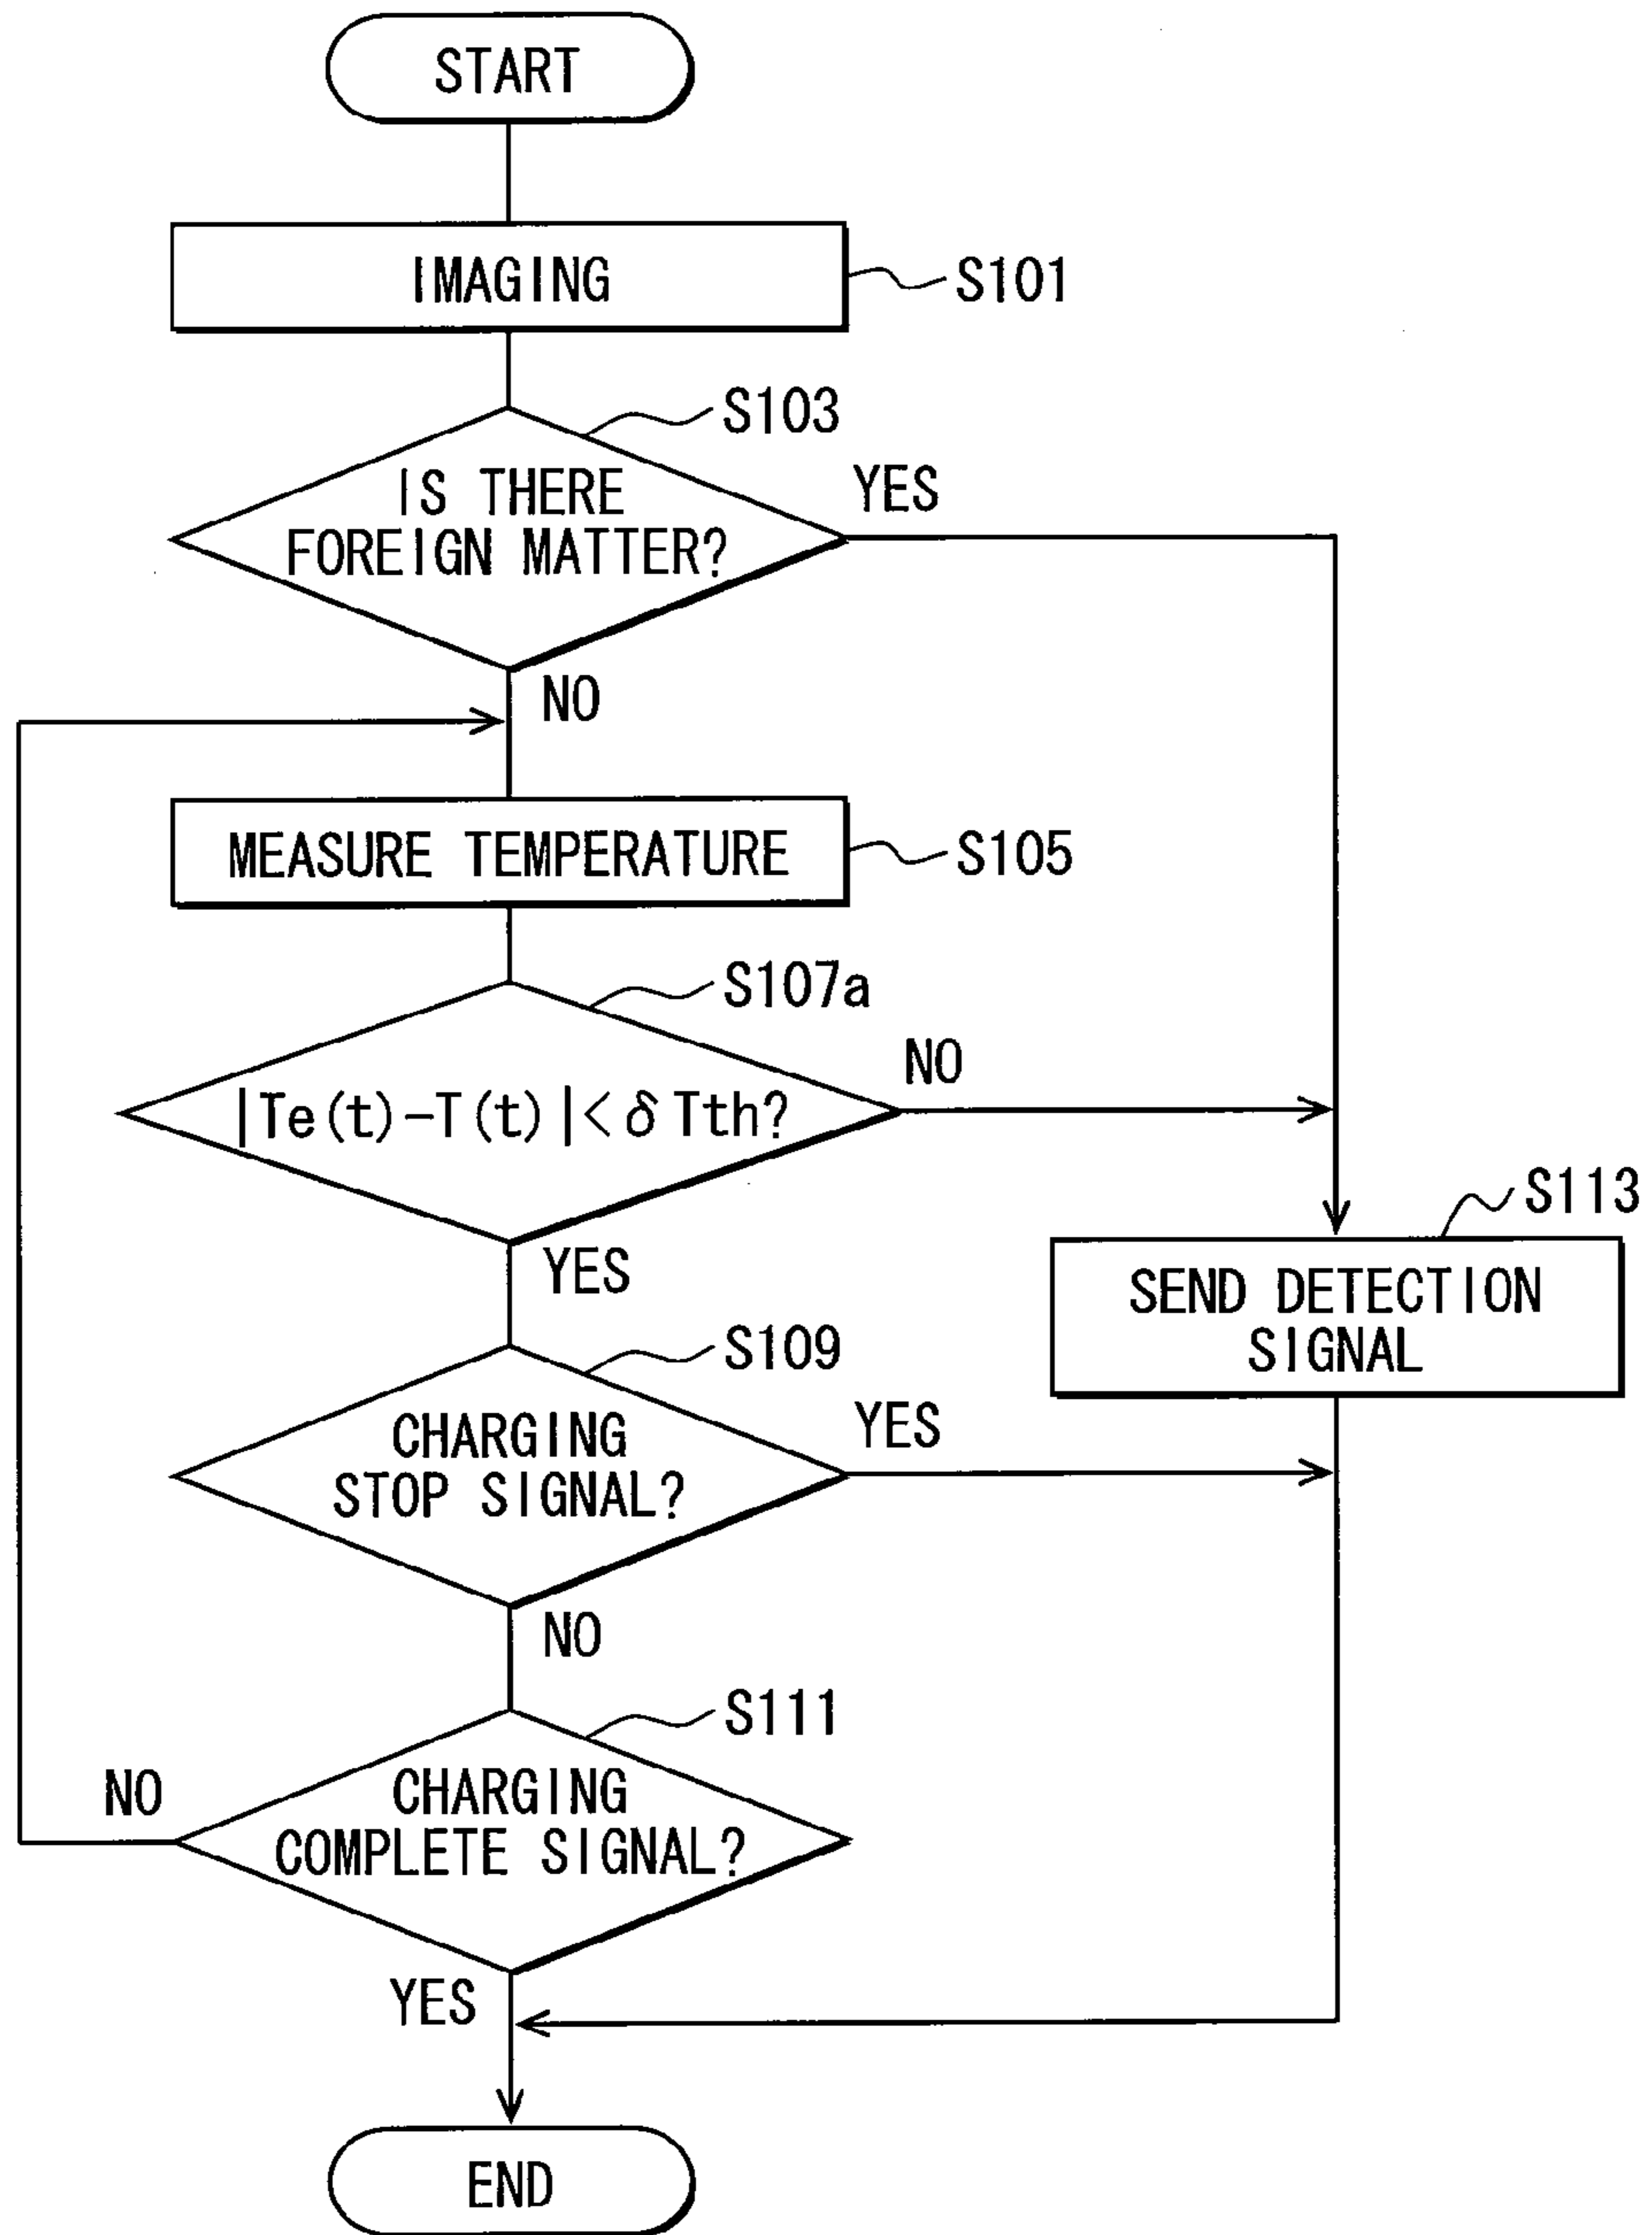 START
IMAGING
S101
S103
IS THERE
FOREIGN MATTER?
YES
NO
MEASURE TEMPERATURE
S105
S107a
|Te(t)-T(t)|<δTth?
NO
YES
S113
SEND DETECTION
SIGNAL
S109
CHARGING
STOP SIGNAL?
YES
NO
S111
CHARGING
COMPLETE SIGNAL?
NO
YES
END